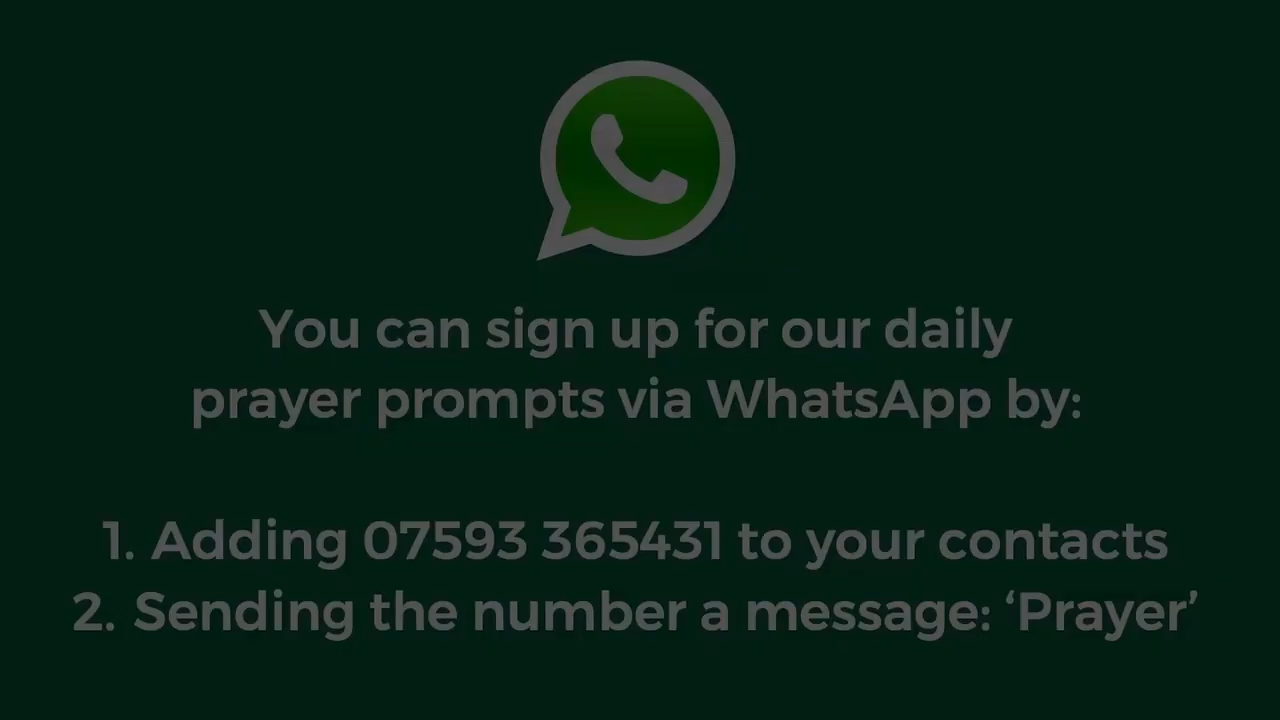 You can sign up for our daily
prayer prompts via WhatsApp by:
1. Adding 07593 365431 to your contacts
2. Sending the number a message: ‘Prayer’